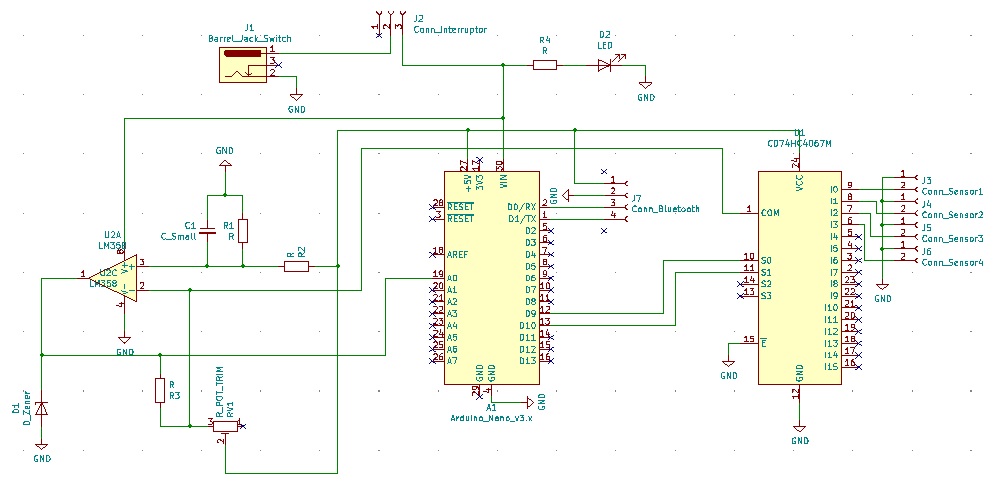 J1
Barrel_Jack_Switch
1
3
2
GND
1
2
3
J2
Conn_Interruptor
R4
R
D2
LED
GND
GND
C1
C_Small
R1
R
R
R2
U2A
LM358
U2C
LM358
8
V+
+
-
V-
4
1
3
2
GND
D1
D_Zener
GND
R
R3
R_POT_TRIM
RV1
3
1
2
27
17
30
+5V
3V3
VIN
28 RESET
3 RESET
18 AREF
19 A0
20 A1
21 A2
22 A3
23 A4
24 A5
25 A6
26 A7
D0/RX 2
D1/TX 1
D2 5
D3 6
D4 7
D5 8
D6 9
D7 10
D8 11
D9 12
D10 13
D11 14
D12 15
D13 16
GND
GND
29
4
GND
A1
Arduino_Nano_v3.x
GND
1
2
3
4
J7
Conn_Bluetooth
U1
CD74HC4067M
24
VCC
1 COM
10 S0
11 S1
14 S2
13 S3
15 E
I0 9
I1 8
I2 7
I3 6
I4 5
I5 4
I6 3
I7 2
I8 23
I9 22
I10 21
I11 20
I12 19
I13 18
I14 17
I15 16
GND
12
GND
GND
1
2
J3
Conn_Sensor1
1
2
J4
Conn_Sensor2
1
2
J5
Conn_Sensor3
1
2
J6
Conn_Sensor4
GND